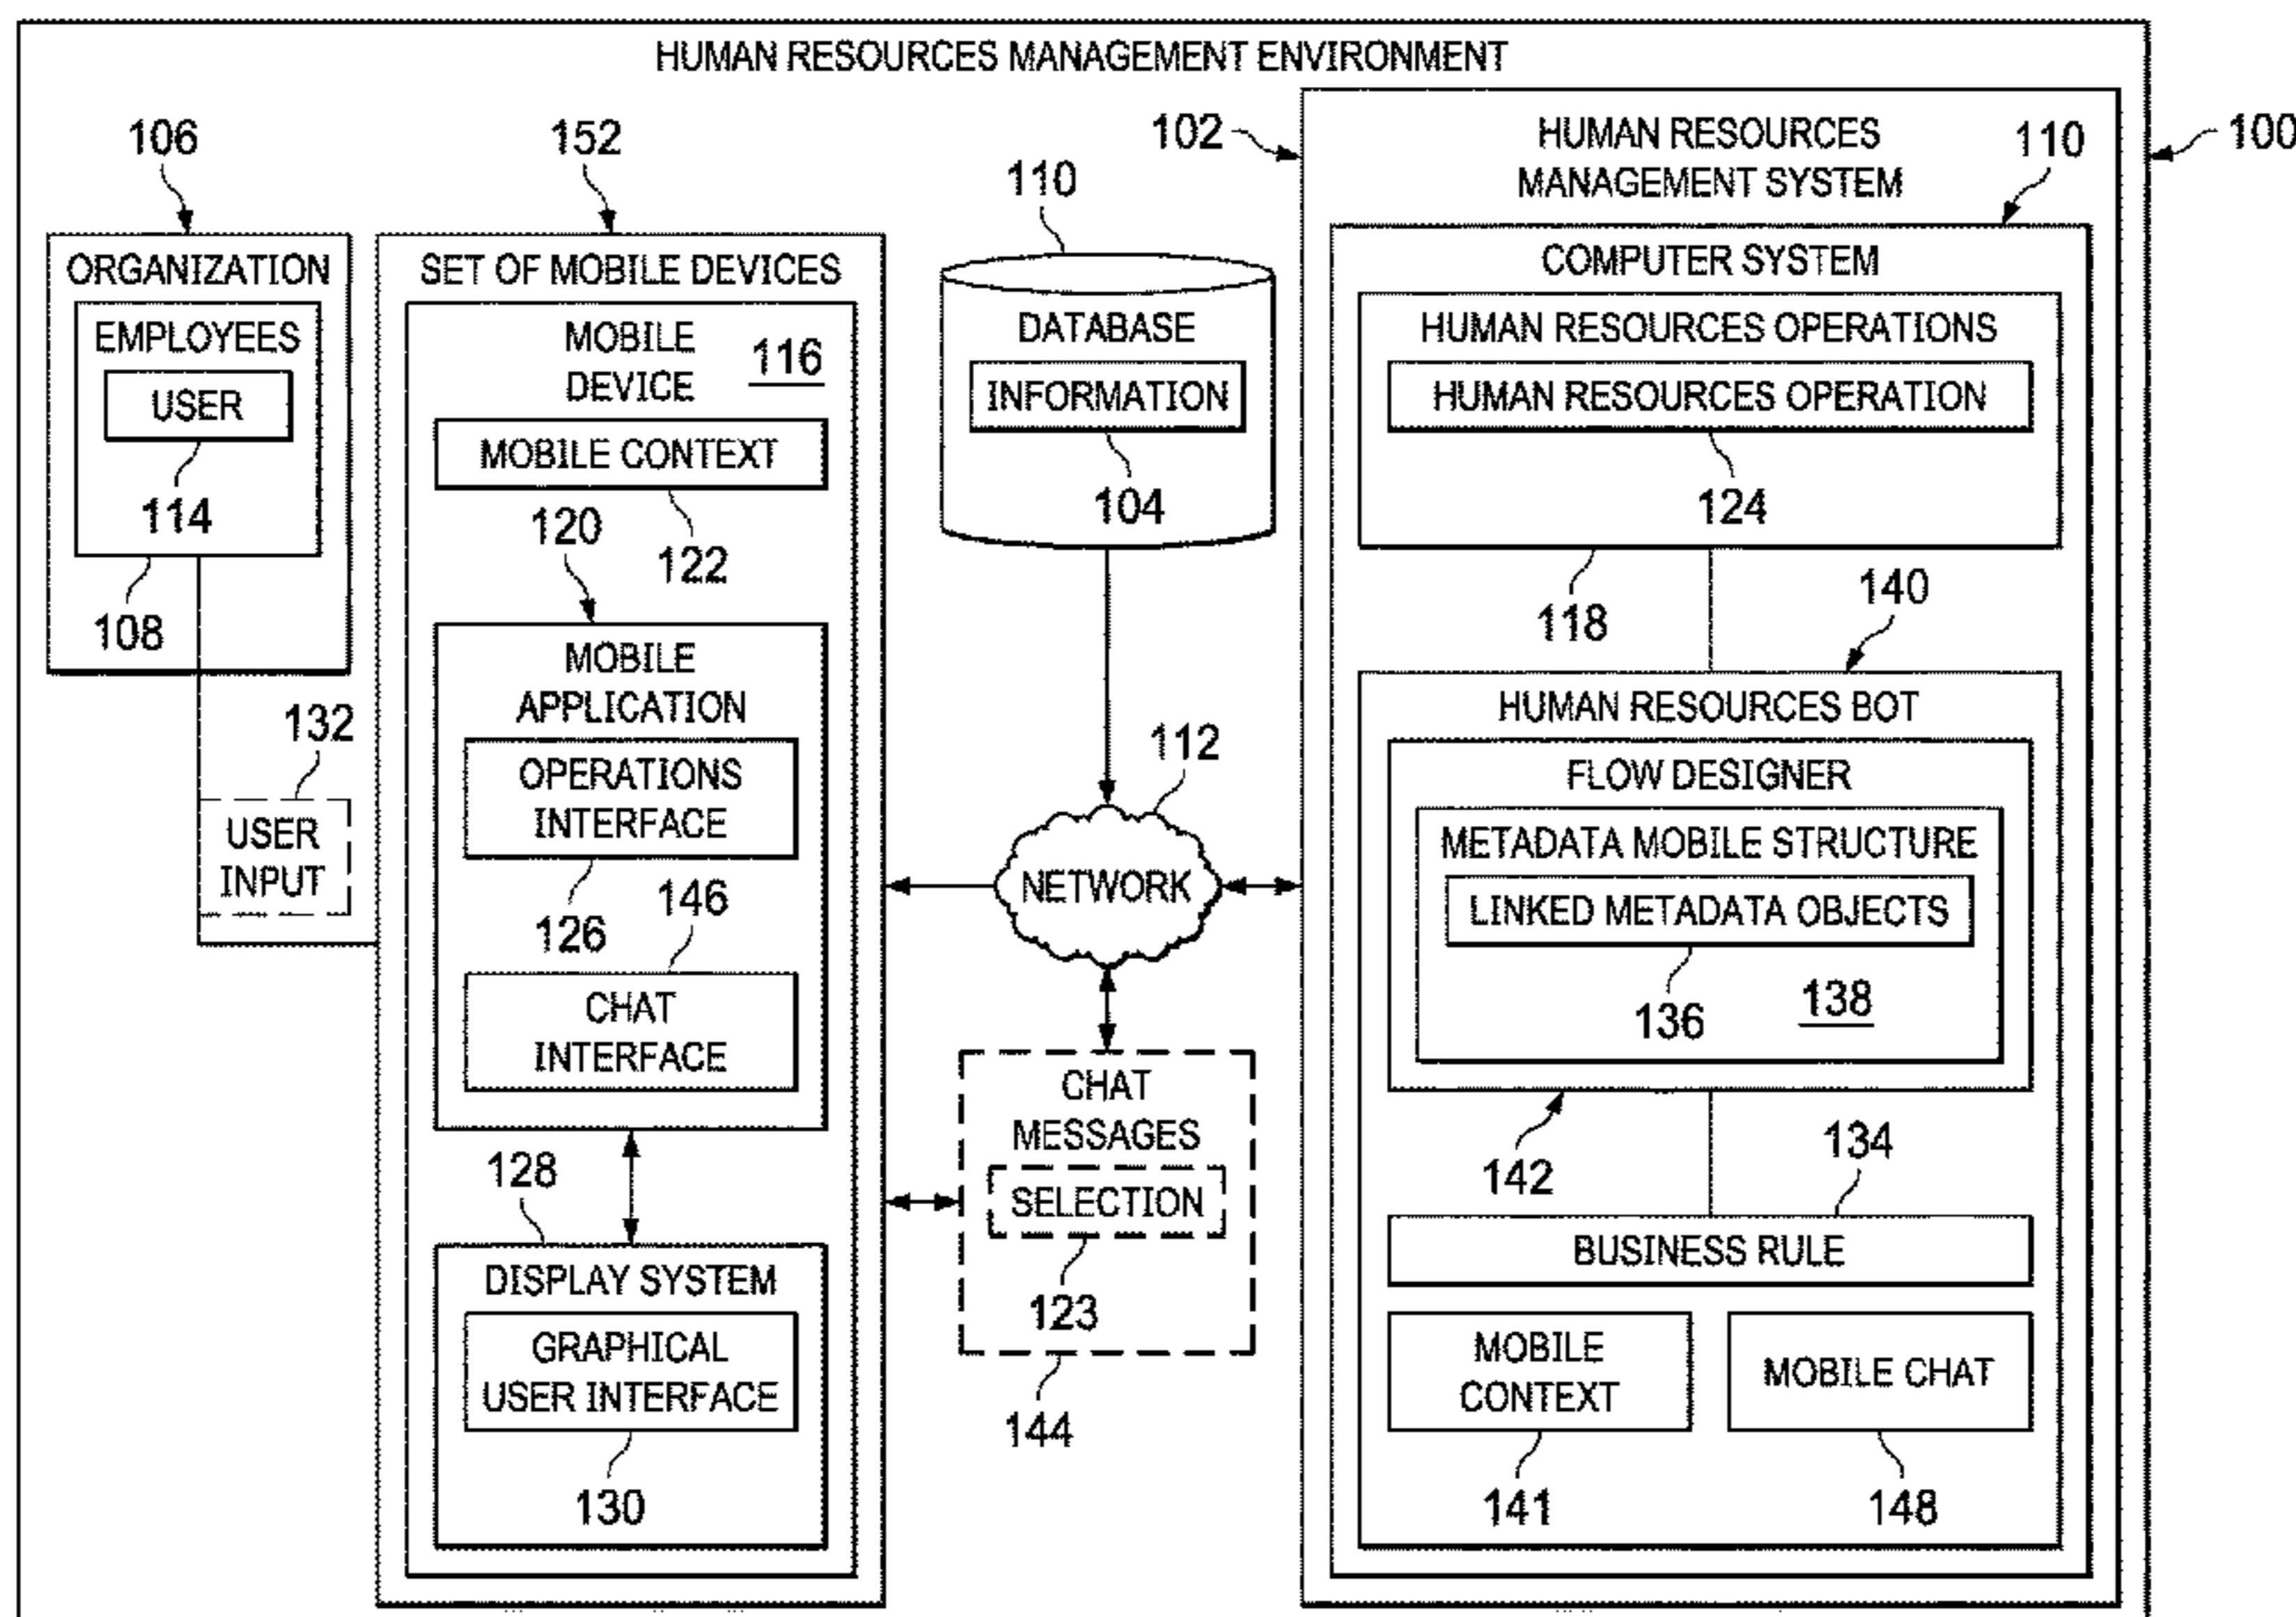 HUMAN RESOURCES MANAGEMENT ENVIRONMENT
100
106
ORGANIZATION
EMPLOYEES
USER
114
108
132
USER
INPUT
152
SET OF MOBILE DEVICES
MOBILE
DEVICE
116
MOBILE CONTEXT
122
120
MOBILE
APPLICATION
OPERATIONS
INTERFACE
126
146
CHAT
INTERFACE
128
DISPLAY SYSTEM
GRAPHICAL
USER INTERFACE
130
110
DATABASE
INFORMATION
104
112
NETWORK
CHAT
MESSAGES
SELECTION
123
144
102
HUMAN RESOURCES
MANAGEMENT SYSTEM
110
COMPUTER SYSTEM
HUMAN RESOURCES OPERATIONS
HUMAN RESOURCES OPERATION
124
118
140
HUMAN RESOURCES BOT
FLOW DESIGNER
METADATA MOBILE STRUCTURE
LINKED METADATA OBJECTS
136
138
142
134
BUSINESS RULE
MOBILE
CONTEXT
141
MOBILE CHAT
148